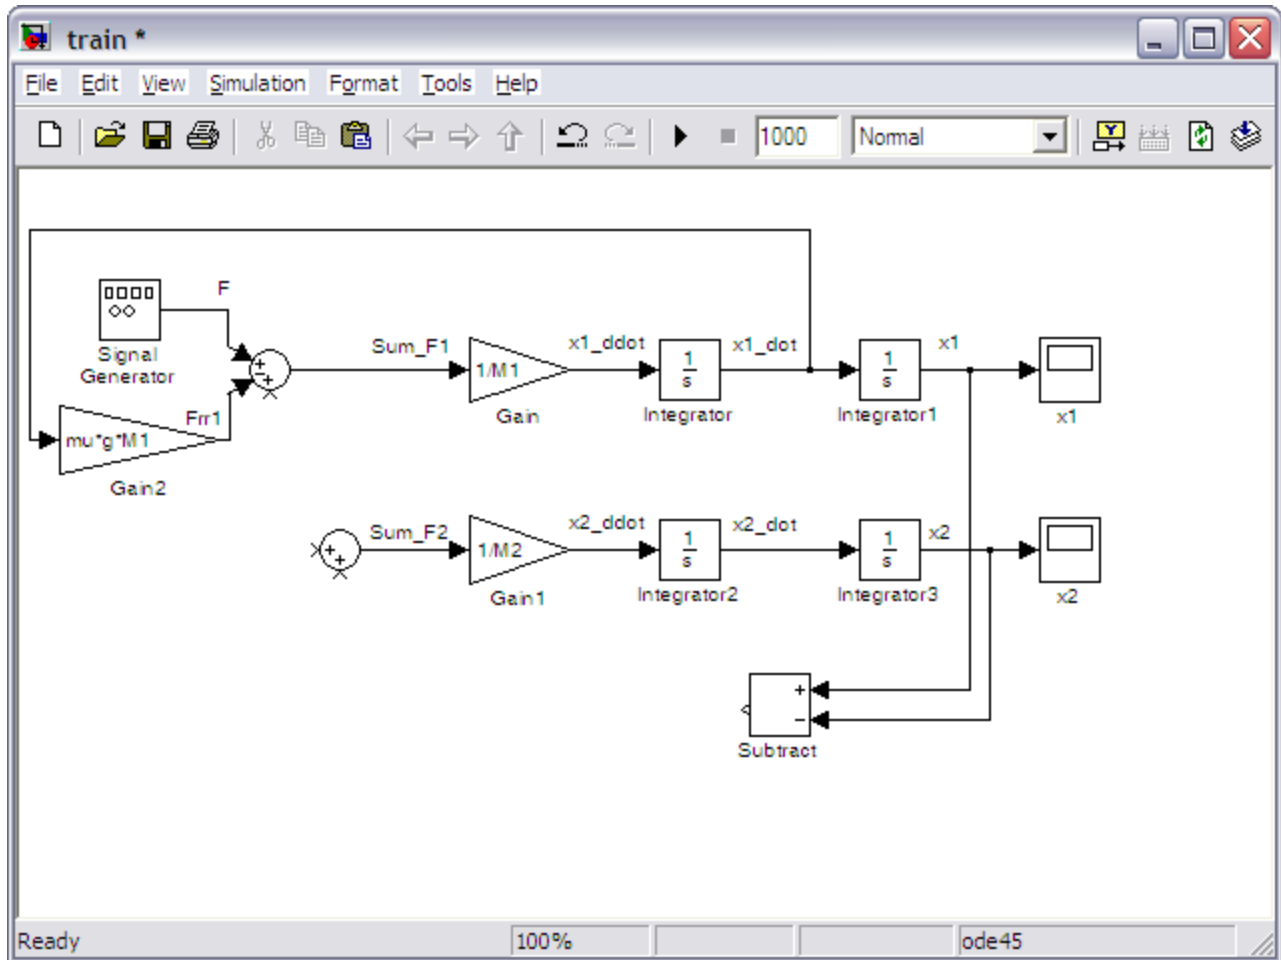 train *
File Edit View Simulation Format Tools Help
1000 Normal
F
Signal
Generator
Sum_F1
1/M1
Gain
x1_ddot
1
s
Integrator
x1_dot
1
s
Integrator1
x1
x1
+
-
Frr1
mu*g*M1
Gain2
+
+
Sum_F2
1/M2
Gain1
x2_ddot
1
s
Integrator2
x2_dot
1
s
Integrator3
x2
x2
+
−
Subtract
Ready 100% ode45